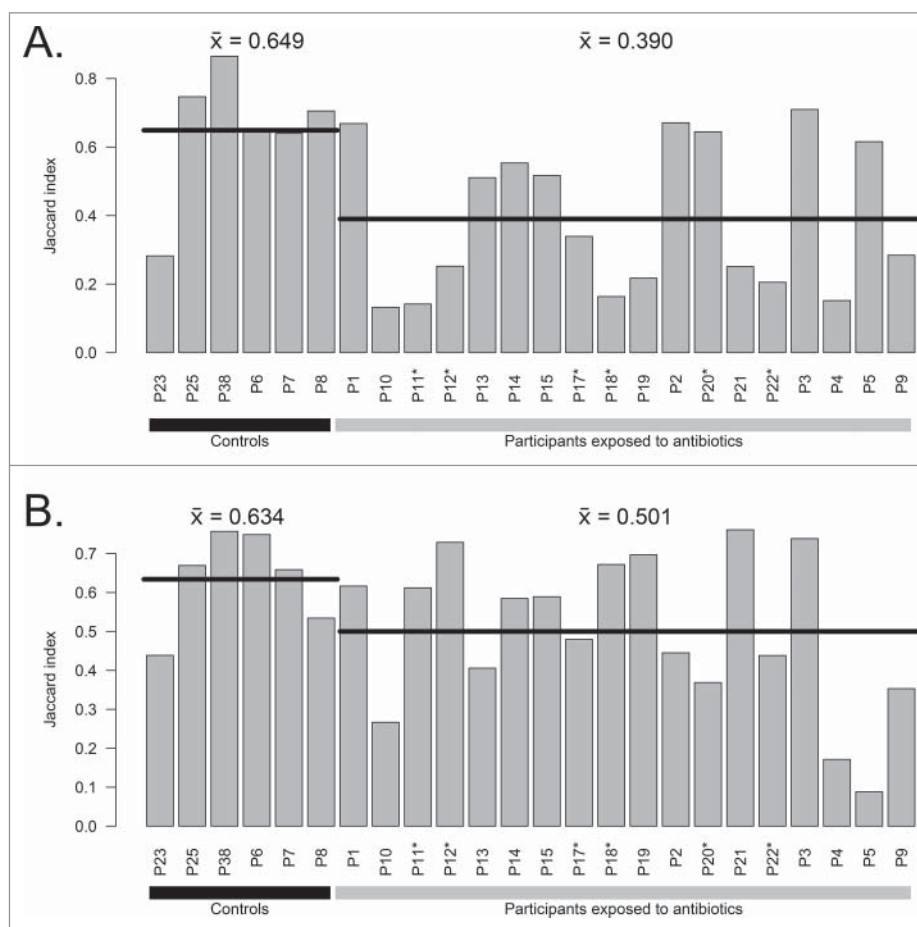 A.
x̄ = 0.649 x̄ = 0.390
Jaccard index
0.8
0.6
0.4
0.2
0.0
P23 P25 P38 P6 P7 P8 P1 P10 P11* P12* P13 P14 P15 P17* P18* P19 P2 P20* P21 P22* P3 P4 P5 P9
Controls Participants exposed to antibiotics
B.
x̄ = 0.634 x̄ = 0.501
Jaccard index
0.7
0.6
0.5
0.4
0.3
0.2
0.1
0.0
P23 P25 P38 P6 P7 P8 P1 P10 P11* P12* P13 P14 P15 P17* P18* P19 P2 P20* P21 P22* P3 P4 P5 P9
Controls Participants exposed to antibiotics